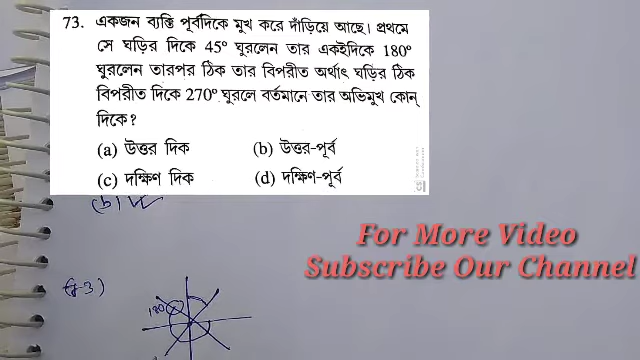 73. একজন ব্যক্তি পূর্বদিকে মুখ করে দাঁড়িয়ে আছে। প্রথমে
সে ঘড়ির দিকে 45° ঘুরলেন তার একইদিকে 180°
ঘুরলেন তারপর ঠিক তার বিপরীত অর্থাৎ ঘড়ির ঠিক
বিপরীত দিকে 270° ঘুরলে বর্তমানে তার অভিমুখ কোন্
দিকে?
(a) উত্তর দিক (b) উত্তর-পূর্ব
(c) দক্ষিণ দিক (d) দক্ষিণ-পূর্ব
(b)
For More Video
Subscribe Our Channel
180